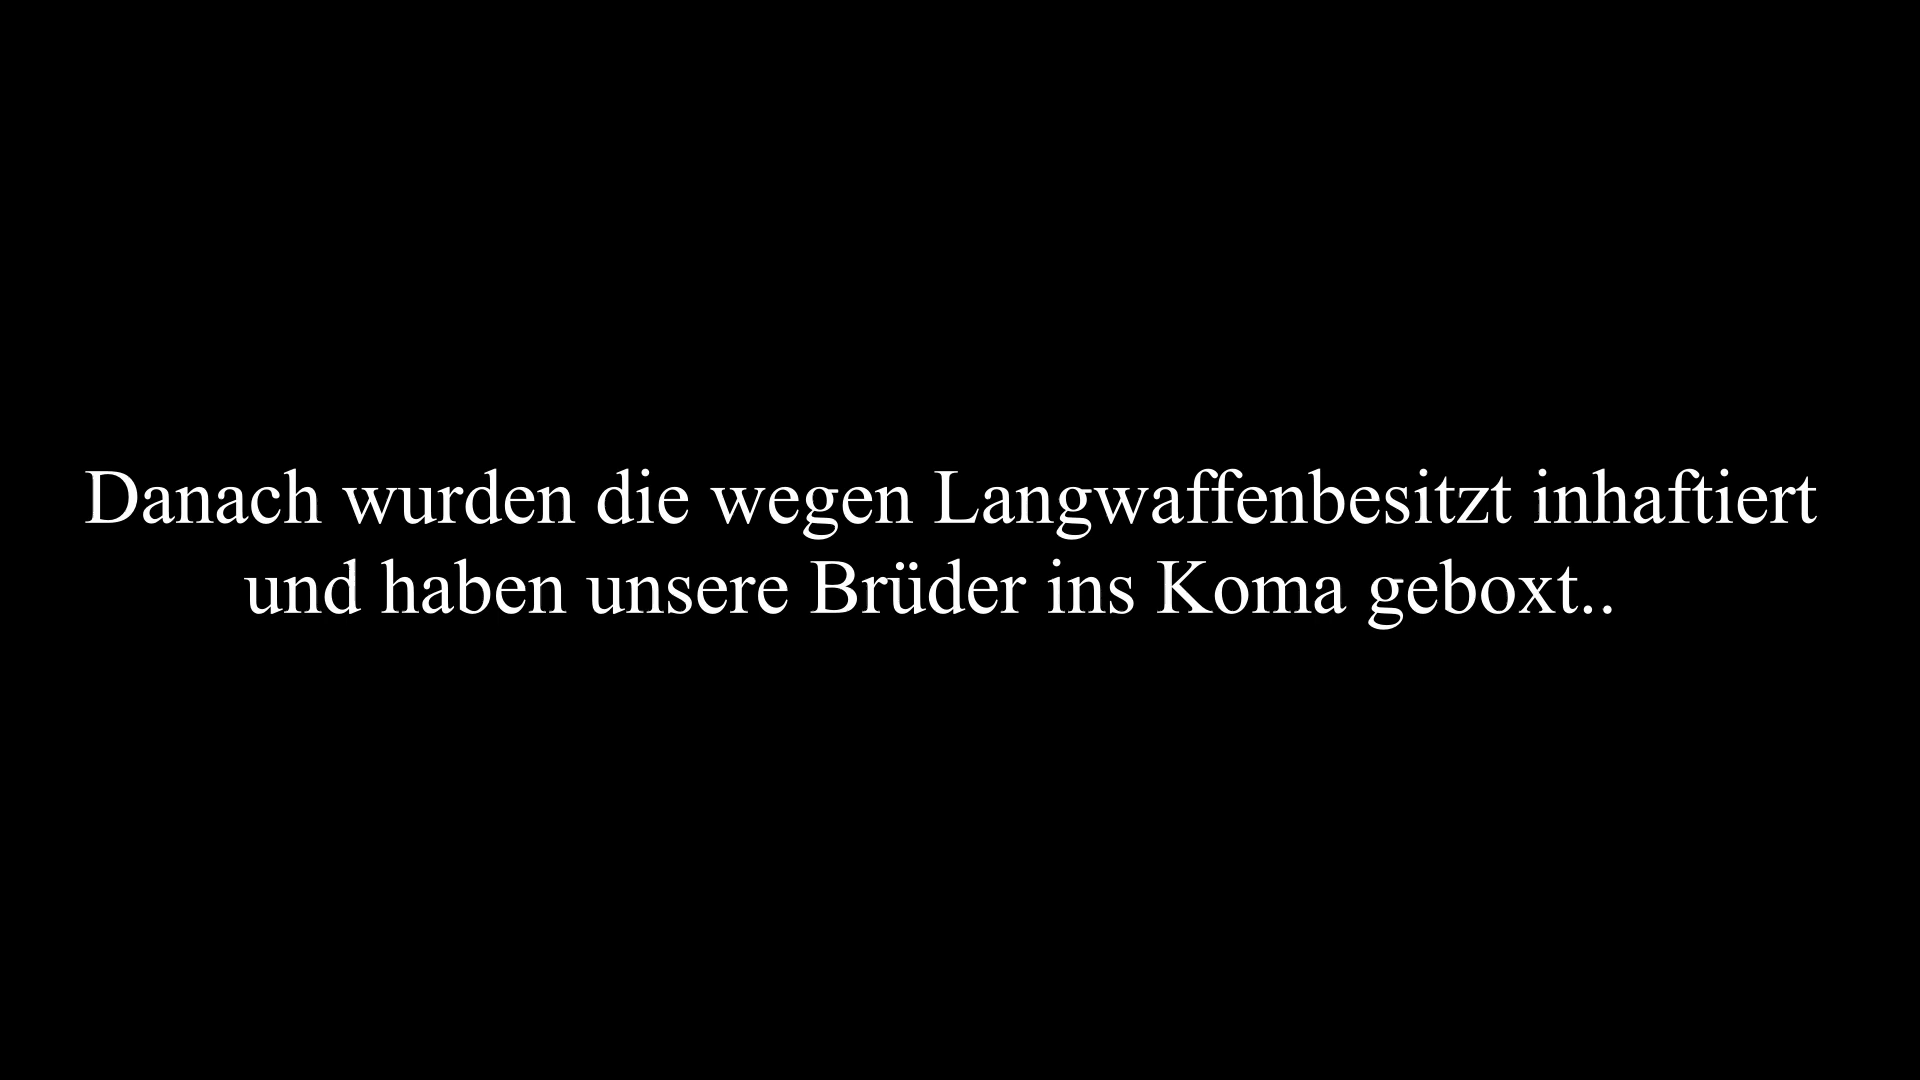 Danach wurden die wegen Langwaffenbesitzt inhaftiert
und haben unsere Brüder ins Koma geboxt..